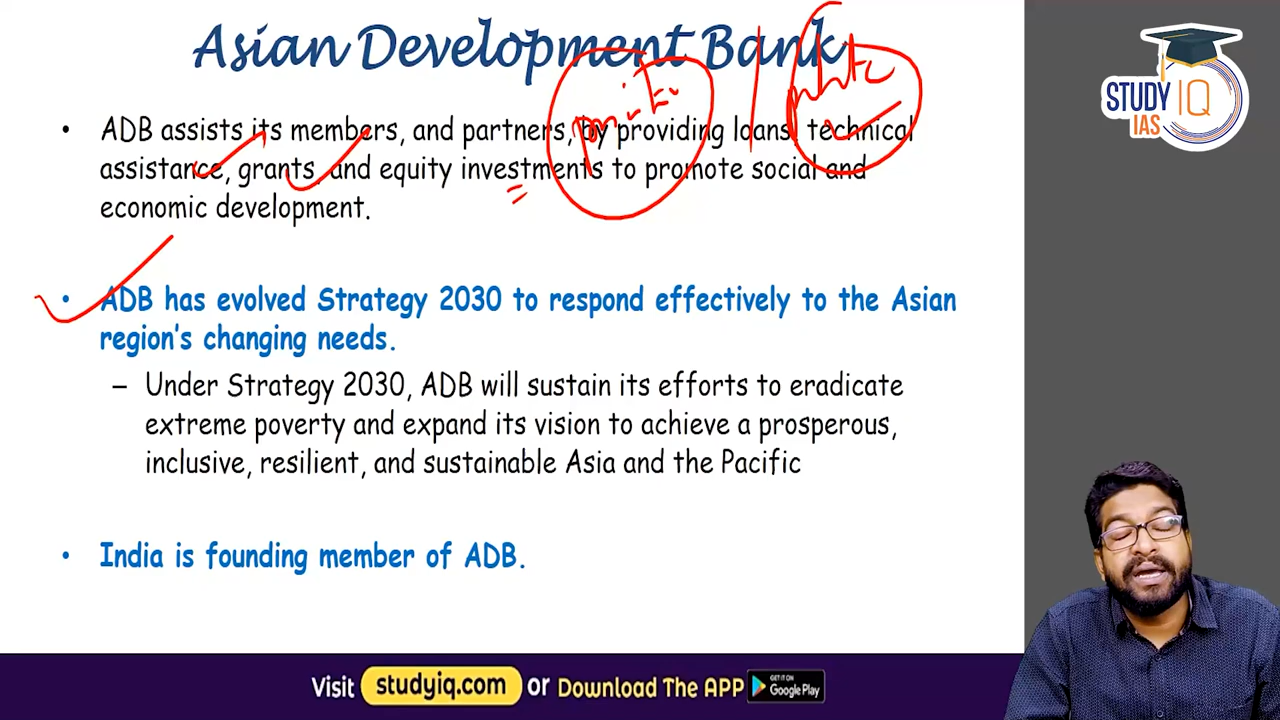 Asian Development Bank
• ADB assists its members, and partners, by providing loans, technical
assistance, grants, and equity investments to promote social and
economic development.
• ADB has evolved Strategy 2030 to respond effectively to the Asian
region's changing needs.
– Under Strategy 2030, ADB will sustain its efforts to eradicate
extreme poverty and expand its vision to achieve a prosperous,
inclusive, resilient, and sustainable Asia and the Pacific
• India is founding member of ADB.
STUDY IQ
IAS
Visit studyiq.com or Download The APP GET IT ON Google Play